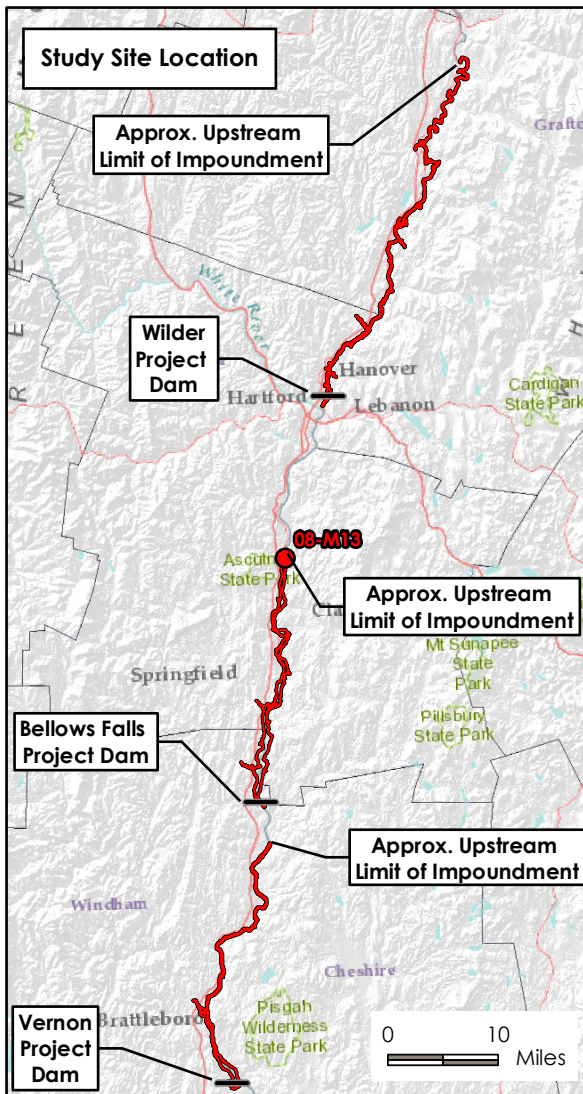 Study Site Location
Approx. Upstream
Limit of Impoundment
Grafto
White River
Wilder
Project
Dam
Hanover
Hartford
Lebanon
Cardigan
State Park
08-M13
Ascutn
State Park
Approx. Upstream
Limit of Impoundment
Cla
Mt Sunapee
State
Park
Springfield
Pillsbury
State Park
Bellows Falls
Project Dam
Approx. Upstream
Limit of Impoundment
Windham
Cheshire
Brattleboro
Pisgah
Wilderness
State Park
Vernon
Project
Dam
0 10
Miles